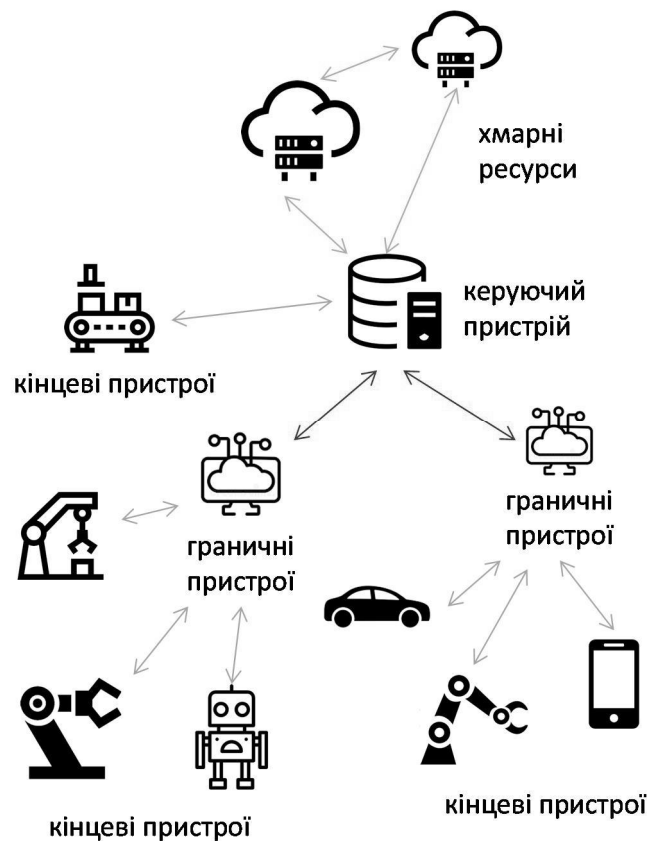 хмарні
ресурси
керуючий
пристрій
кінцеві пристрої
граничні
пристрої
граничні
пристрої
кінцеві пристрої
кінцеві пристрої